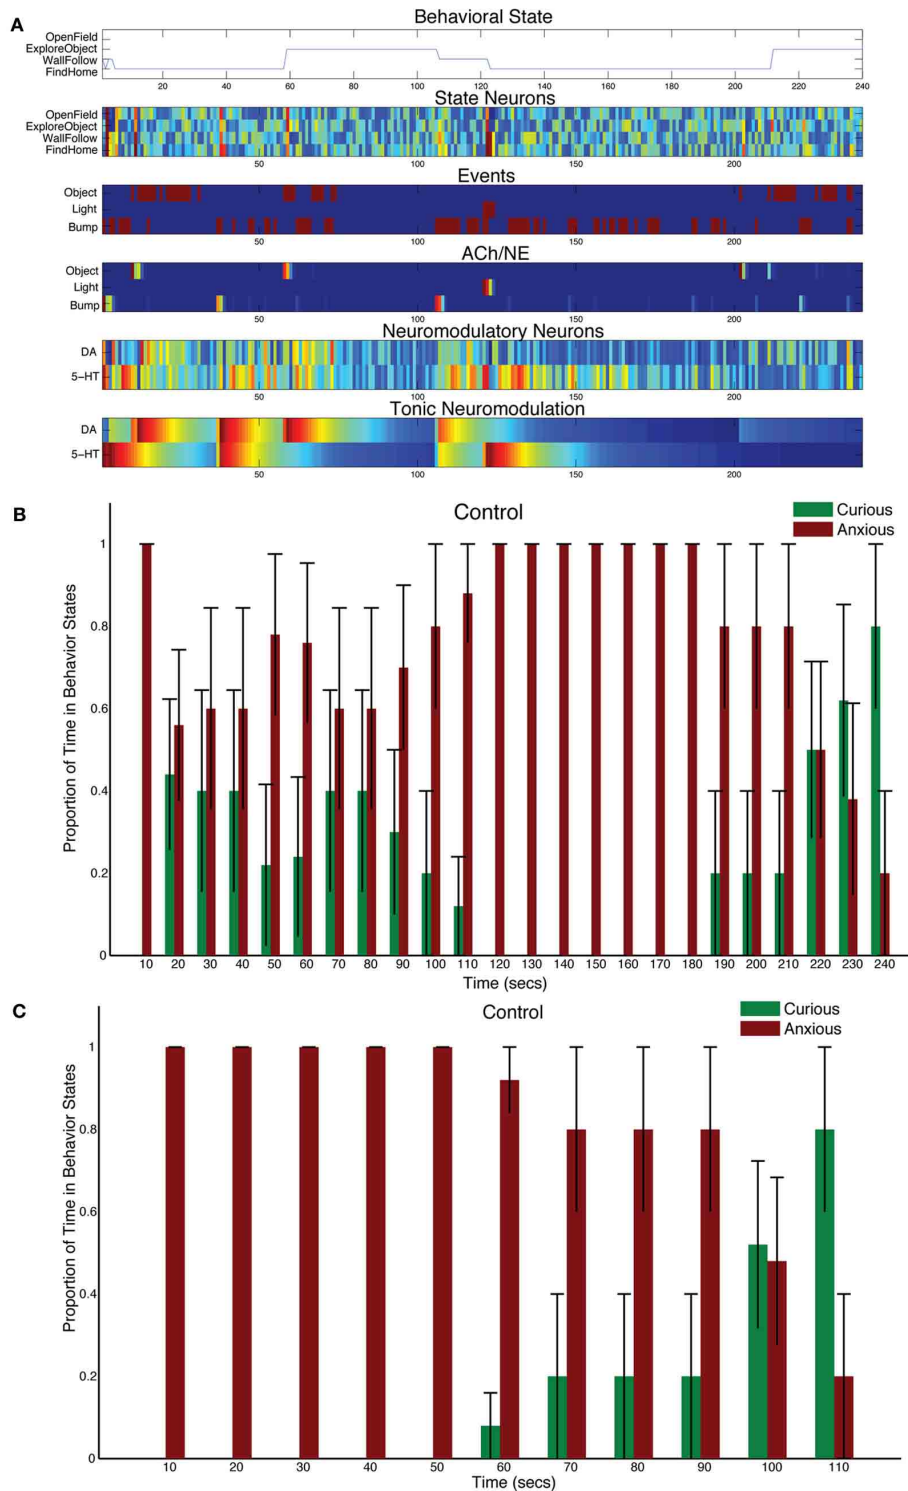 A
Behavioral State
OpenField
ExploreObject
WallFollow
FindHome
20 40 60 80 100 120 140 160 180 200 220 240
State Neurons
OpenField
ExploreObject
WallFollow
FindHome
50 100 150 200
Events
Object
Light
Bump
50 100 150 200
ACh/NE
Object
Light
Bump
50 100 150 200
Neuromodulatory Neurons
DA
5-HT
50 100 150 200
Tonic Neuromodulation
DA
5-HT
50 100 150 200
B
Control
Curious
Anxious
Proportion of Time in Behavior States
1
0.8
0.6
0.4
0.2
0
10 20 30 40 50 60 70 80 90 100 110 120 130 140 150 160 170 180 190 200 210 220 230 240
Time (secs)
C
Control
Curious
Anxious
Proportion of Time in Behavior States
1
0.8
0.6
0.4
0.2
0
10 20 30 40 50 60 70 80 90 100 110
Time (secs)